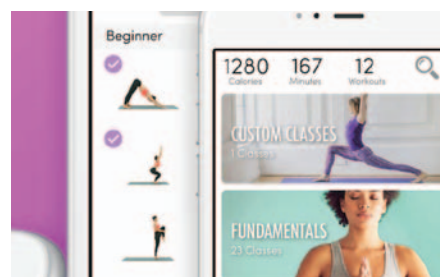 Beginner
1280 167 12
Calories Minutes Workouts
CUSTOM CLASSES
1 Classes
FUNDAMENTALS
23 Classes